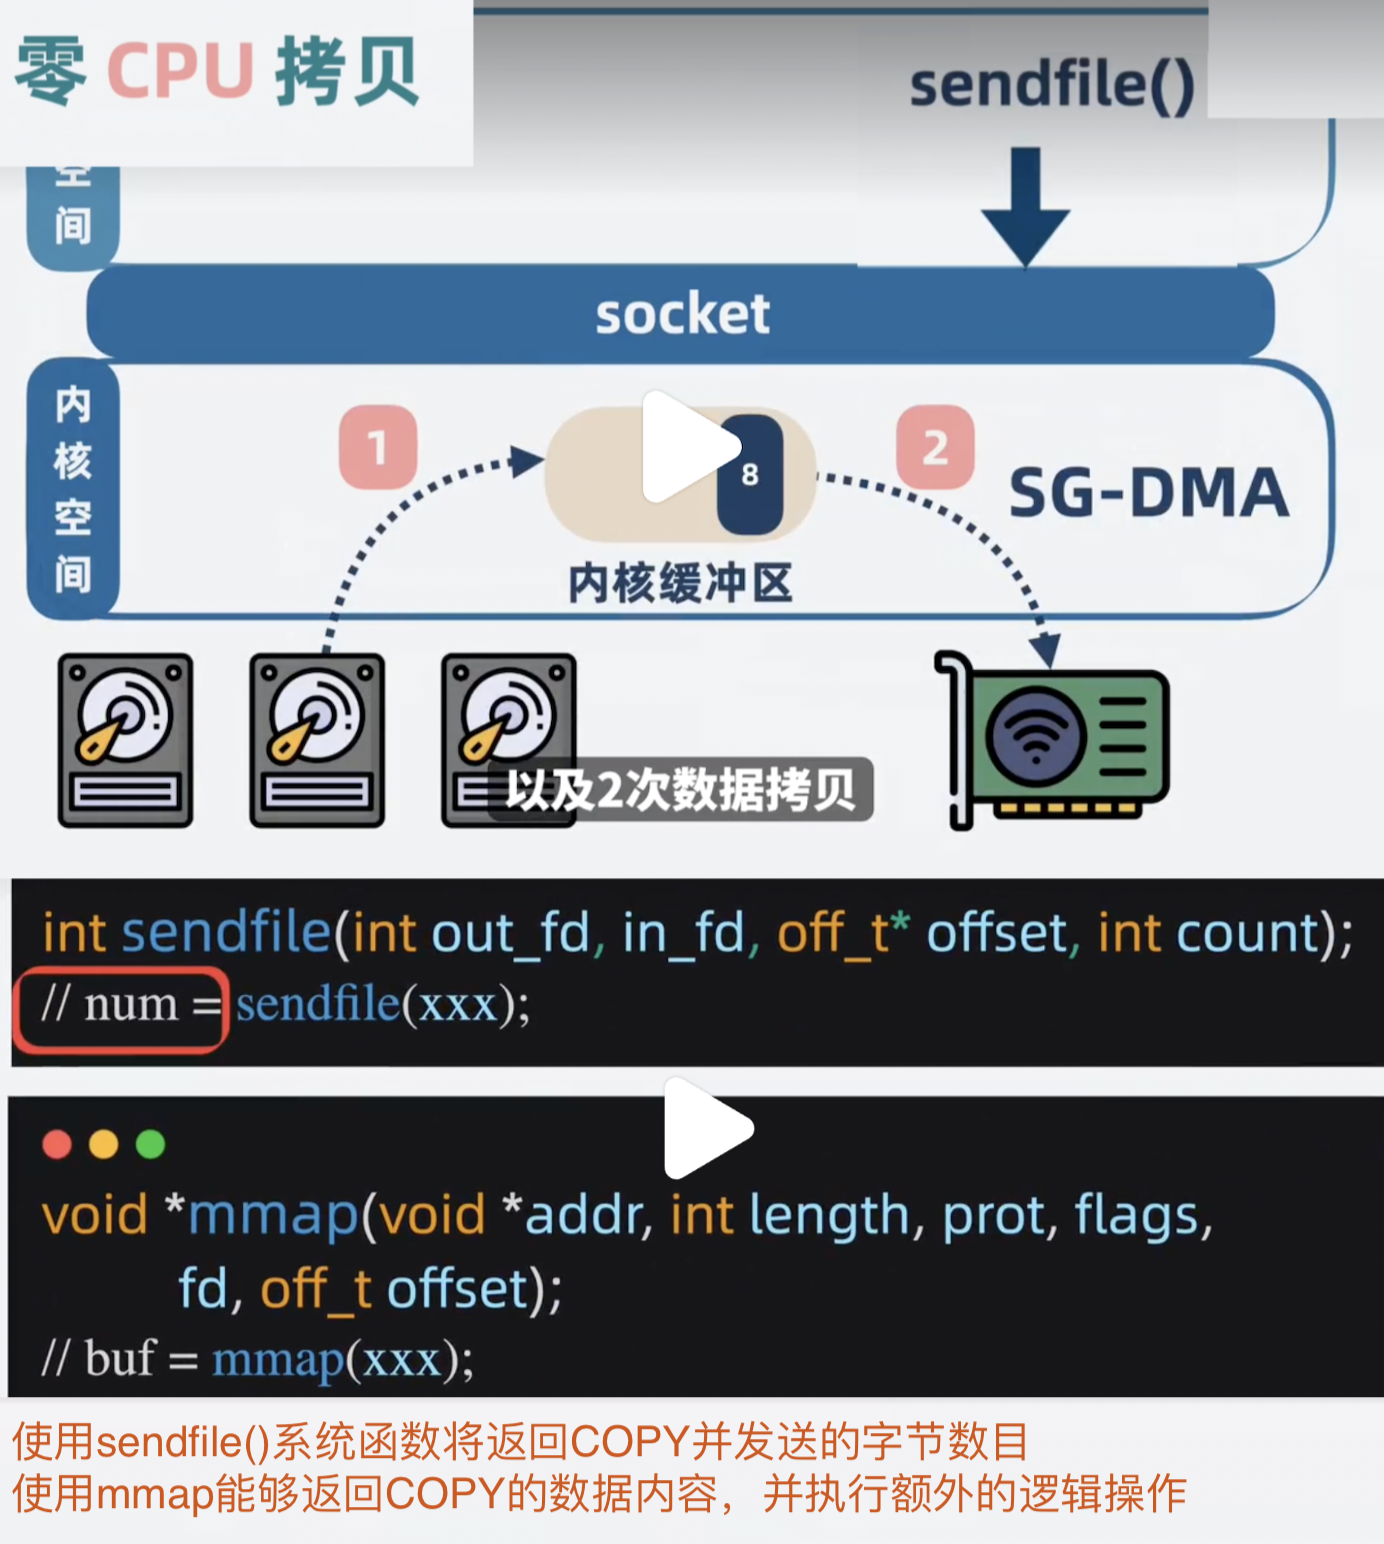 零 CPU 拷贝
sendfile()
空间
socket
内核空间
1
8
2
SG-DMA
内核缓冲区
以及2次数据拷贝
int sendfile(int out_fd, in_fd, off_t* offset, int count);
// num = sendfile(xxx);
void *mmap(void *addr, int length, prot, flags,
fd, off_t offset);
// buf = mmap(xxx);
使用sendfile()系统函数将返回COPY并发送的字节数目
使用mmap能够返回COPY的数据内容，并执行额外的逻辑操作